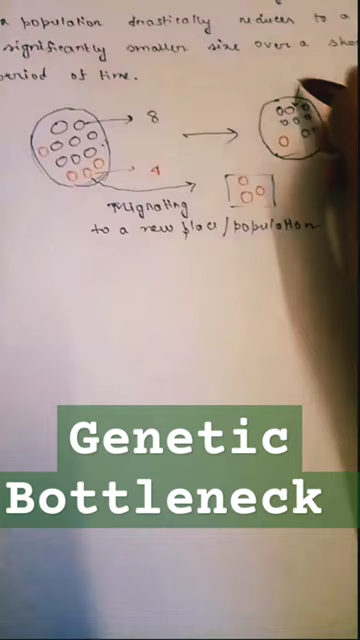 a population drastically reduces to a
significantly smaller size over a sho
period of time.
8
4
Migrating
to a new place/population
Genetic
Bottleneck